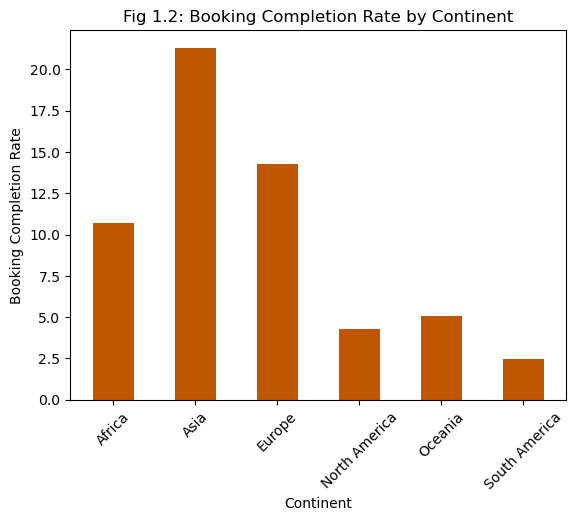 Fig 1.2: Booking Completion Rate by Continent
Booking Completion Rate
20.0
17.5
15.0
12.5
10.0
7.5
5.0
2.5
0.0
Africa
Asia
Europe
North America
Oceania
South America
Continent